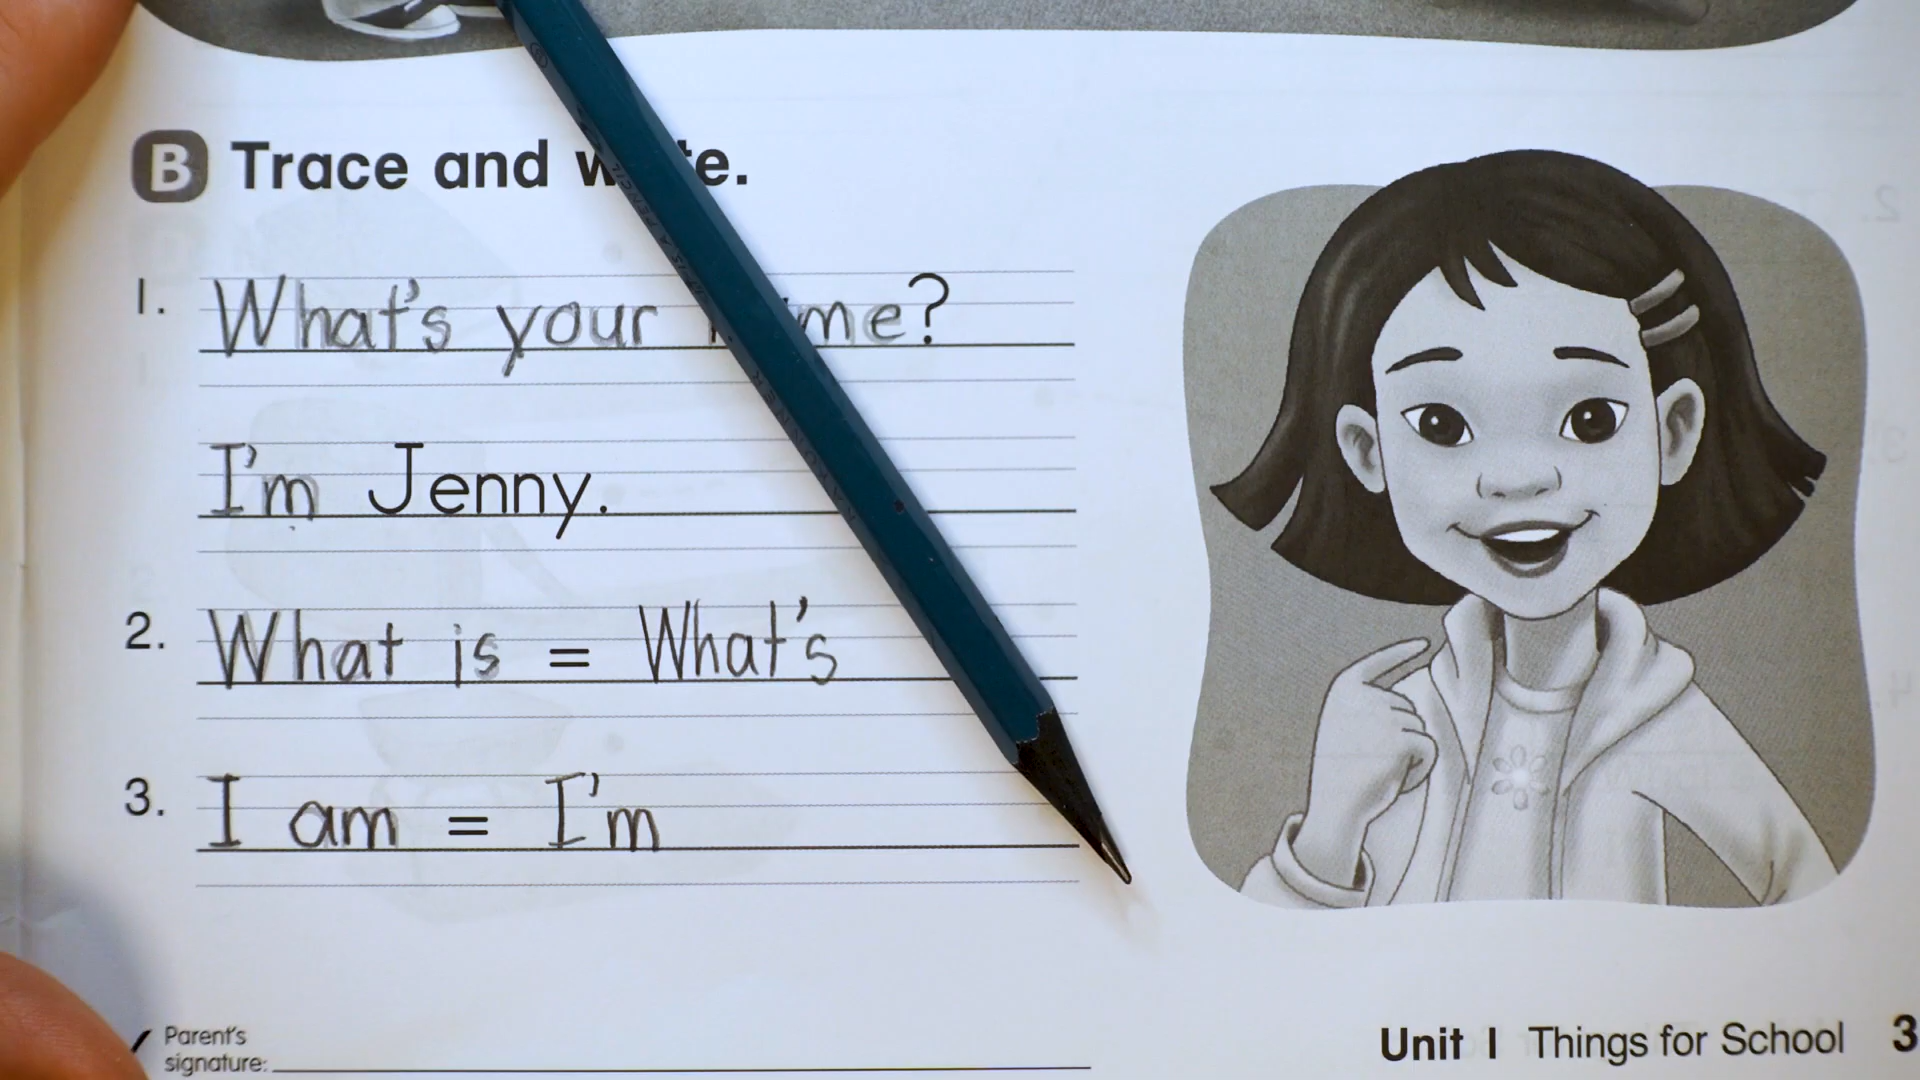 B Trace and
1. What's your ?
I'm Jenny.
2. What is = What's
3. I am = I'm
Parent's
signature:
Unit 1 Things for School 3